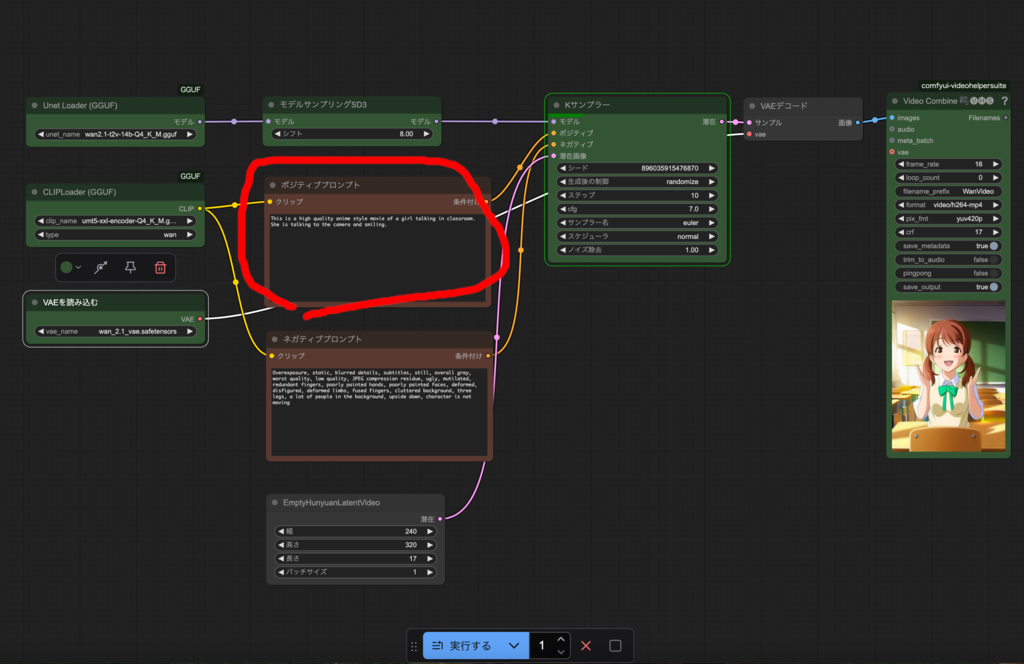 GGUF
Unet Loader (GGUF)
モデル
unet_name wan2.1-t2v-14b-Q4_K_M.gguf
モデルサンプリングSD3
モデル モデル
シフト 8.00
GGUF
CLIPLoader (GGUF)
CLIP
clip_name umt5-xxl-encoder-Q4_K_M.g...
type wan
VAEを読み込む
VAE
vae_name wan_2.1_vae.safetensors
ポジティブプロンプト
クリップ 条件付け
This is a high quality anime style movie of a girl talking in classroom.
She is talking to the camera and smiling.
ネガティブプロンプト
クリップ 条件付け
Overexposure, static, blurred details, subtitles, still, overall gray,
worst quality, low quality, JPEG compression residue, ugly, mutilated,
redundant fingers, poorly painted hands, poorly painted faces, deformed,
disfigured, deformed limbs, fused fingers, cluttered background, three
legs, a lot of people in the background, upside down, character is not
moving
EmptyHunyuanLatentVideo
潜在
幅 240
高さ 320
長さ 17
バッチサイズ 1
Kサンプラー
モデル 潜在
ポジティブ
ネガティブ
潜在画像
シード 896035915476870
生成後の制御 randomize
ステップ 10
cfg 7.0
サンプラー名 euler
スケジューラ normal
ノイズ除去 1.00
VAEデコード
サンプル 画像
vae
comfyui-videohelpersuite
Video Combine VHS ?
images Filenames
audio
meta_batch
vae
frame_rate 16
loop_count 0
filename_prefix WanVideo
format video/h264-mp4
pix_fmt yuv420p
crf 17
save_metadata true
trim_to_audio false
pingpong false
save_output true
実行する 1